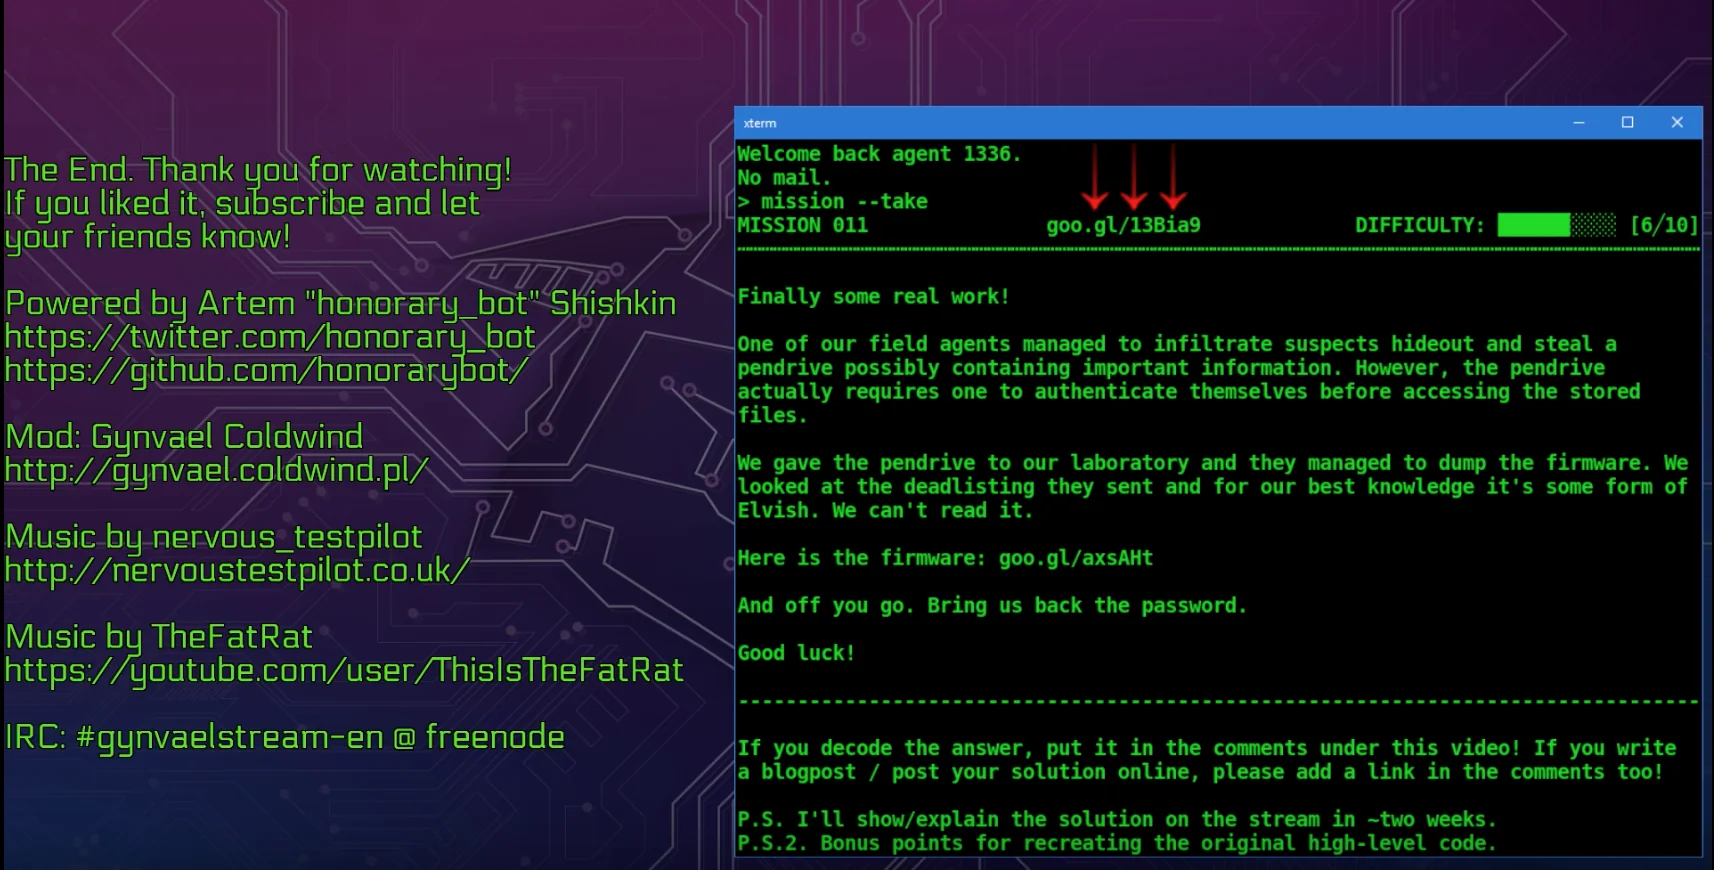 The End. Thank you for watching!
If you liked it, subscribe and let
your friends know!
Powered by Artem "honorary_bot" Shishkin
https://twitter.com/honorary_bot
https://github.com/honorarybot/
Mod: Gynvael Coldwind
http://gynvael.coldwind.pl/
Music by nervous_testpilot
http://nervoustestpilot.co.uk/
Music by TheFatRat
https://youtube.com/user/ThisIsTheFatRat
IRC: #gynvaelstream-en @ freenode
xterm
Welcome back agent 1336.
No mail.
> mission --take
MISSION 011 goo.gl/13Bia9 DIFFICULTY: [6/10]
Finally some real work!
One of our field agents managed to infiltrate suspects hideout and steal a
pendrive possibly containing important information. However, the pendrive
actually requires one to authenticate themselves before accessing the stored
files.
We gave the pendrive to our laboratory and they managed to dump the firmware. We
looked at the deadlisting they sent and for our best knowledge it's some form of
Elvish. We can't read it.
Here is the firmware: goo.gl/axsAHt
And off you go. Bring us back the password.
Good luck!
--------------------------------------------------------------------------------
If you decode the answer, put it in the comments under this video! If you write
a blogpost / post your solution online, please add a link in the comments too!
P.S. I'll show/explain the solution on the stream in ~two weeks.
P.S.2. Bonus points for recreating the original high-level code.